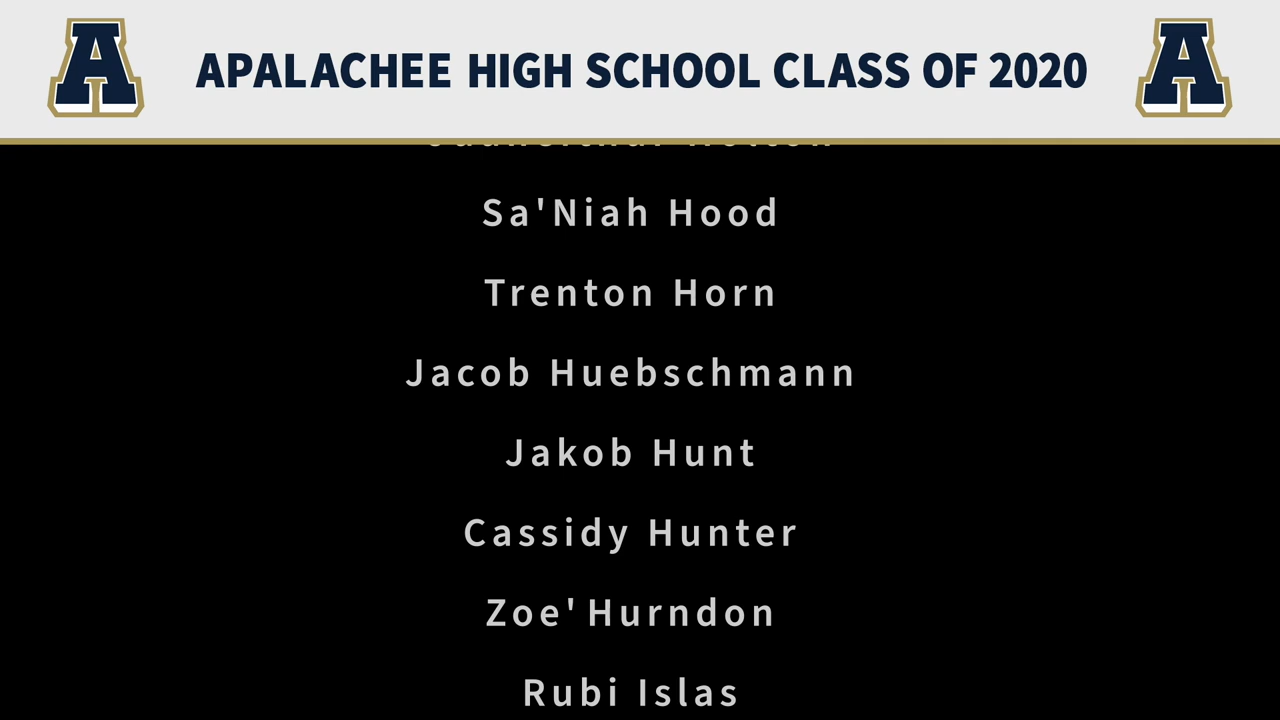 A APALACHEE HIGH SCHOOL CLASS OF 2020 A
Sa'Niah Hood
Trenton Horn
Jacob Huebschmann
Jakob Hunt
Cassidy Hunter
Zoe' Hurndon
Rubi Islas